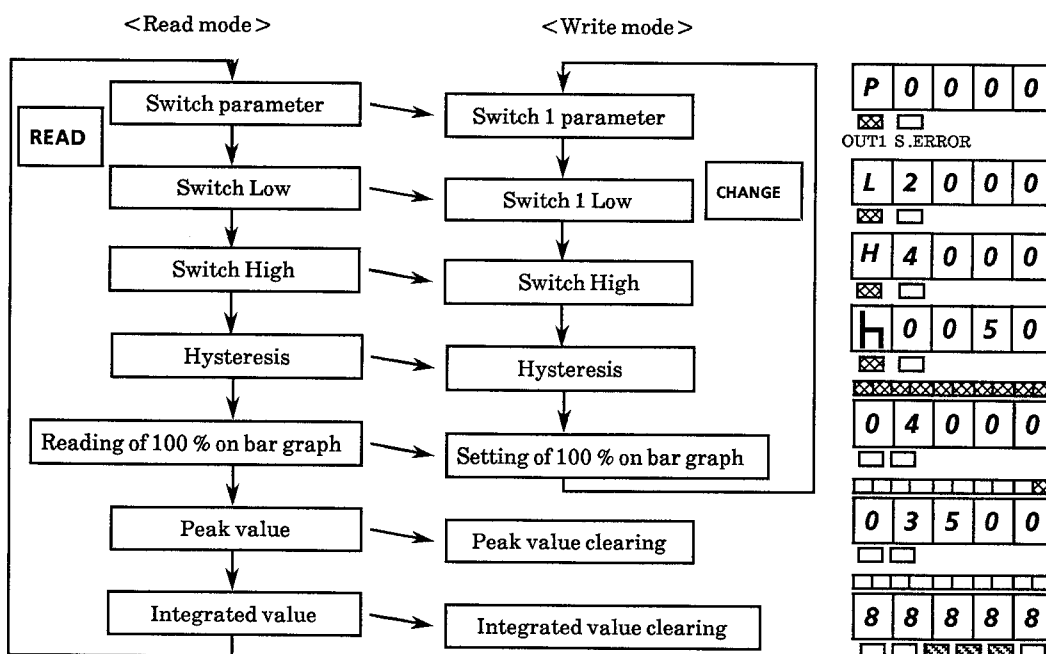 <Read mode>
<Write mode>
READ
Switch parameter
Switch 1 parameter
P 0 0 0 0
OUT1 S.ERROR
Switch Low
Switch 1 Low
CHANGE
L 2 0 0 0
Switch High
Switch High
H 4 0 0 0
Hysteresis
Hysteresis
h 0 0 5 0
Reading of 100 % on bar graph
Setting of 100 % on bar graph
0 4 0 0 0
Peak value
Peak value clearing
0 3 5 0 0
Integrated value
Integrated value clearing
8 8 8 8 8